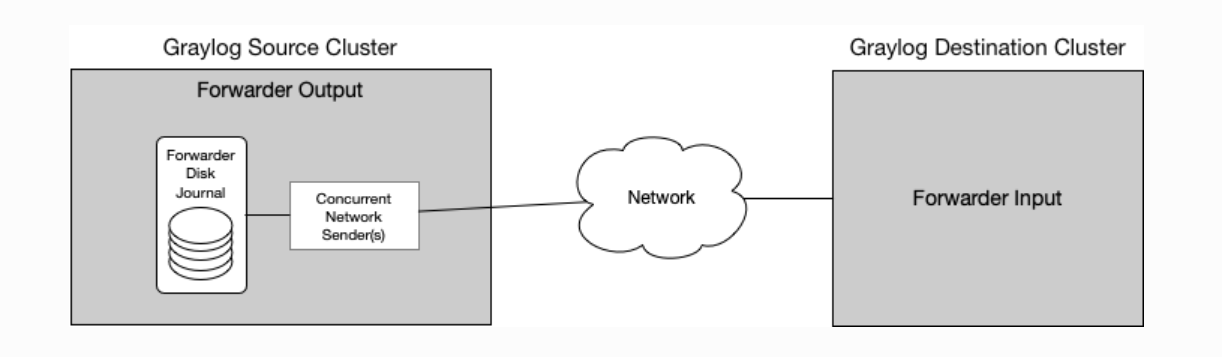 Graylog Source Cluster
Graylog Destination Cluster
Forwarder Output
Forwarder
Disk
Journal
Concurrent
Network
Sender(s)
Network
Forwarder Input